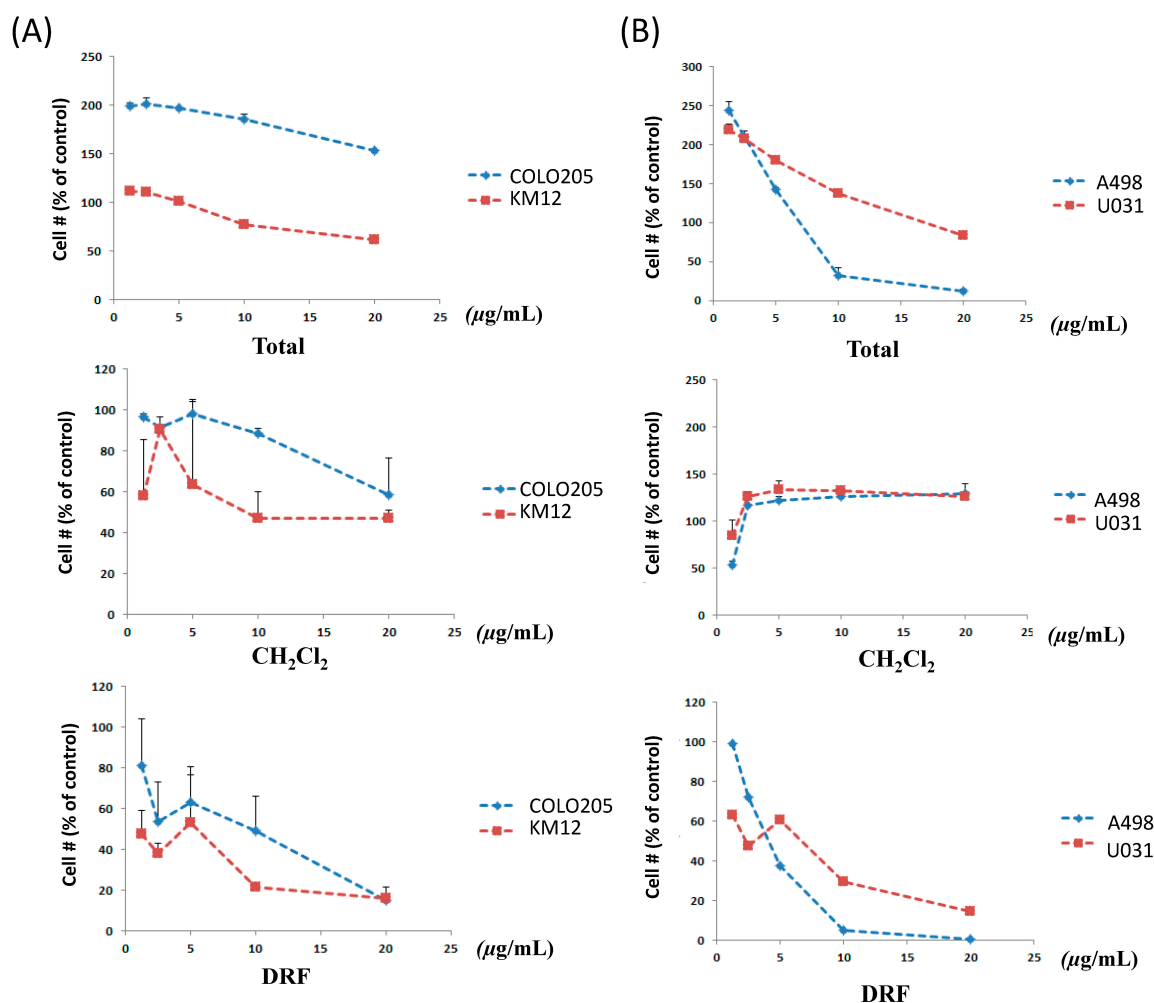 (A)
250
200
150
100
50
0
0 5 10 15 20 25
Cell # (% of control)
COLO205
KM12
(µg/mL)
Total
120
100
80
60
40
20
0
0 5 10 15 20 25
Cell # (% of control)
COLO205
KM12
(µg/mL)
CH₂Cl₂
120
100
80
60
40
20
0
0 5 10 15 20 25
Cell # (% of control)
COLO205
KM12
(µg/mL)
DRF
(B)
300
250
200
150
100
50
0
0 5 10 15 20 25
Cell # (% of control)
A498
U031
(µg/mL)
Total
250
200
150
100
50
0
0 5 10 15 20 25
Cell # (% of control)
A498
U031
(µg/mL)
CH₂Cl₂
120
100
80
60
40
20
0
0 5 10 15 20 25
Cell # (% of control)
A498
U031
(µg/mL)
DRF